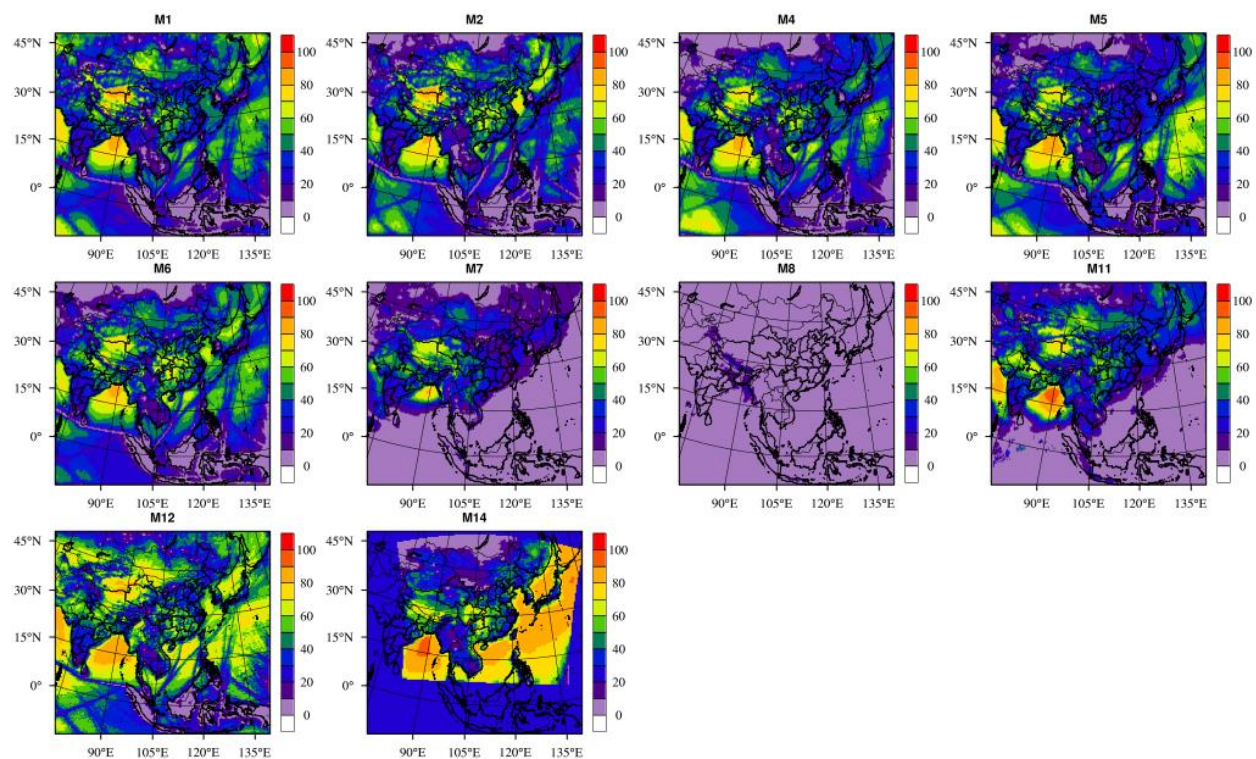 M1 M2 M4 M5
45°N 100 45°N 100 45°N 100 45°N 100
80 80 80 80
30°N 30°N 30°N 30°N
60 60 60 60
15°N 40 15°N 40 15°N 40 15°N 40
0° 20 0° 20 0° 20 0° 20
0 0 0 0
90°E 105°E 120°E 135°E 90°E 105°E 120°E 135°E 90°E 105°E 120°E 135°E 90°E 105°E 120°E 135°E
M6 M7 M8 M11
45°N 100 45°N 100 45°N 100 45°N 100
80 80 80 80
30°N 30°N 30°N 30°N
60 60 60 60
15°N 40 15°N 40 15°N 40 15°N 40
0° 20 0° 20 0° 20 0° 20
0 0 0 0
90°E 105°E 120°E 135°E 90°E 105°E 120°E 135°E 90°E 105°E 120°E 135°E 90°E 105°E 120°E 135°E
M12 M14
45°N 100 45°N 100
80 80
30°N 30°N
60 60
15°N 40 15°N 40
0° 20 0° 20
0 0
90°E 105°E 120°E 135°E 90°E 105°E 120°E 135°E